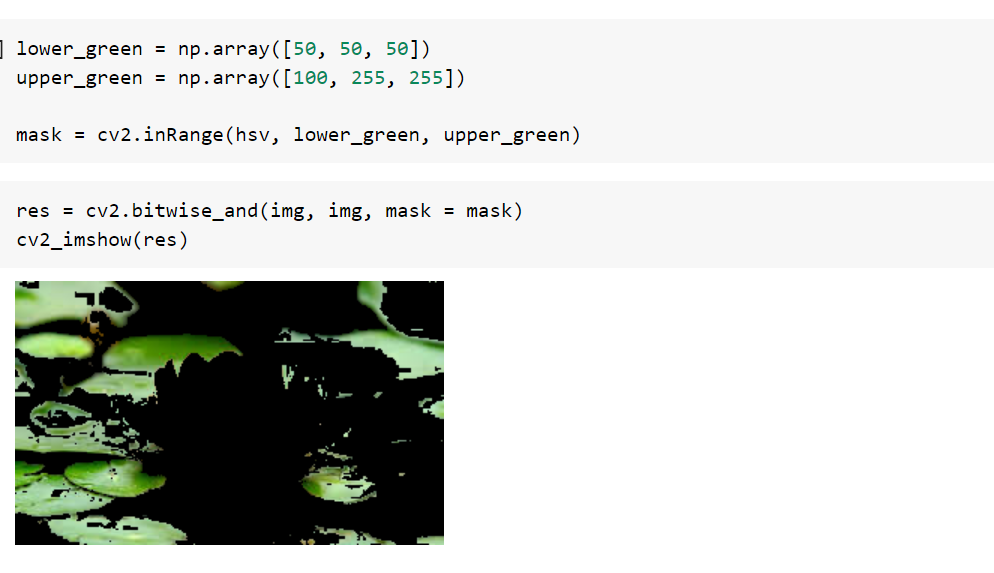 ] lower_green = np.array([50, 50, 50])
upper_green = np.array([100, 255, 255])
mask = cv2.inRange(hsv, lower_green, upper_green)
res = cv2.bitwise_and(img, img, mask = mask)
cv2_imshow(res)